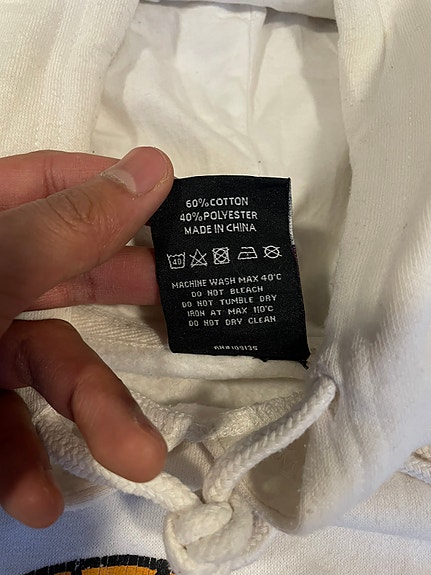 60% COTTON
40% POLYESTER
MADE IN CHINA
40
MACHINE WASH MAX 40°C
DO NOT BLEACH
DO NOT TUMBLE DRY
IRON AT MAX 110°C
DO NOT DRY CLEAN